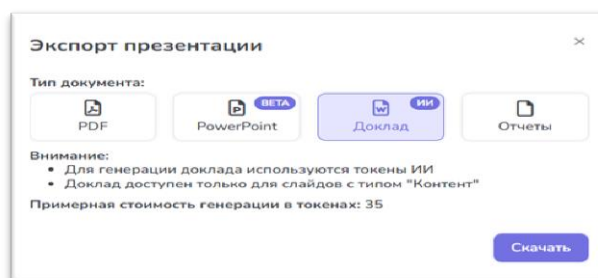 Экспорт презентации
Тип документа:
PDF
BETA
PowerPoint
ИИ
Доклад
Отчеты
Внимание:
• Для генерации доклада используются токены ИИ
• Доклад доступен только для слайдов с типом "Контент"
Примерная стоимость генерации в токенах: 35
Скачать